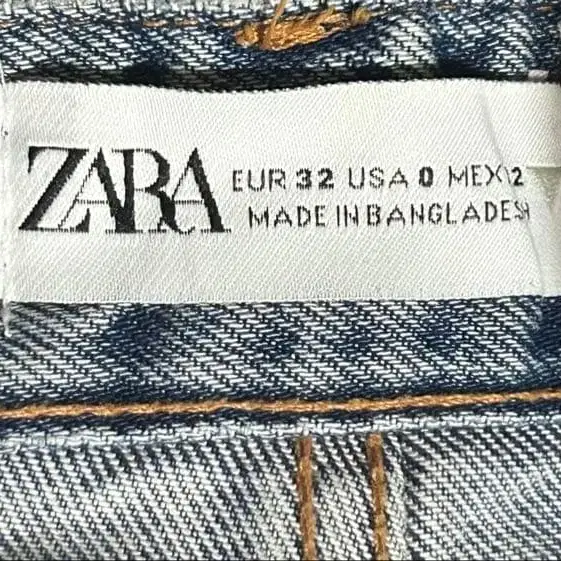 ZARA
EUR 32 USA 0 MEX 2
MADE IN BANGLADESH